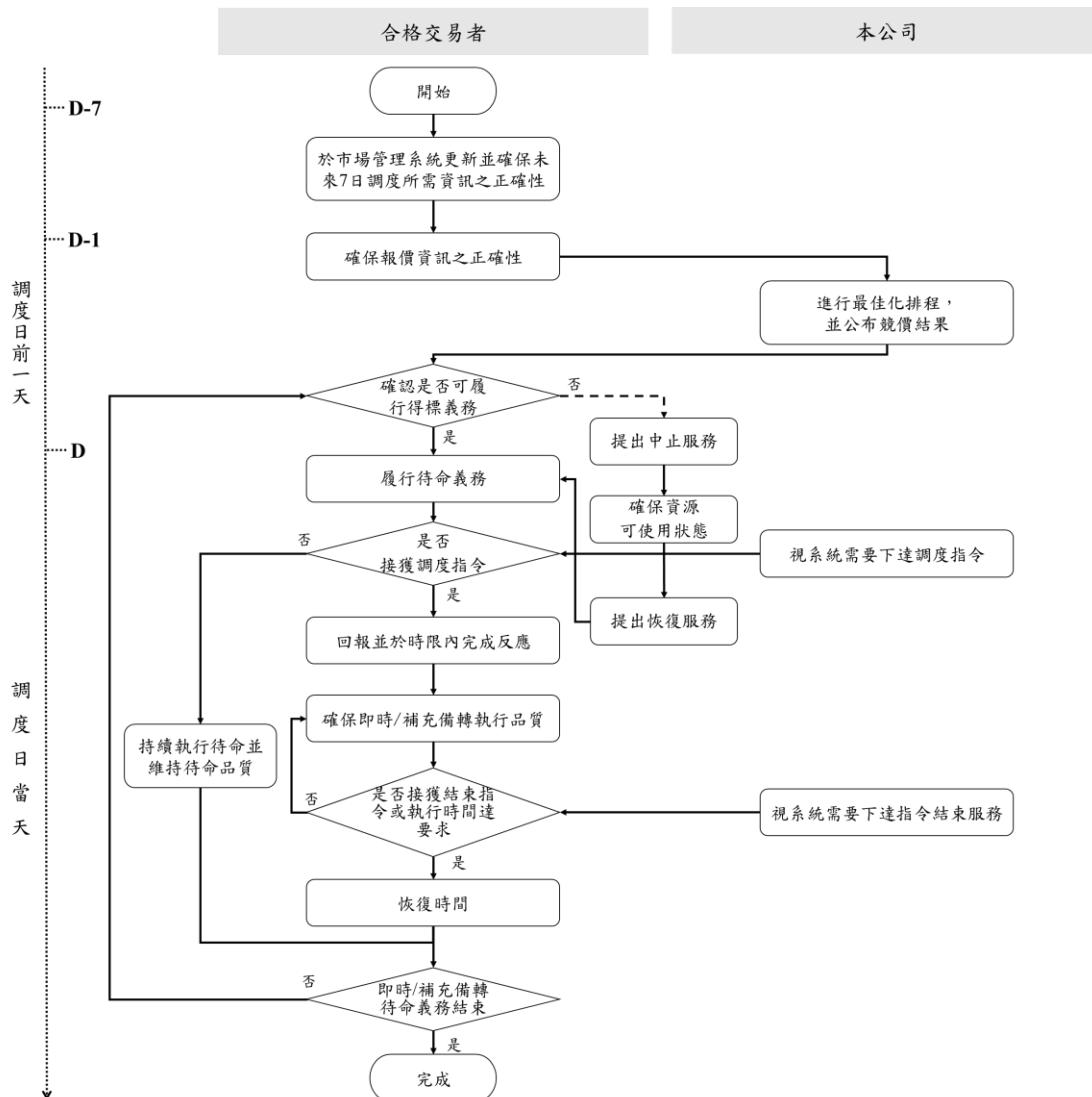 合格交易者
本公司
D-7
開始
於市場管理系統更新並確保未
來7日調度所需資訊之正確性
D-1
確保報價資訊之正確性
調度日前一天
進行最佳化排程，
並公布競價結果
確認是否可履
行得標義務
否
是
D
提出中止服務
履行待命義務
確保資源
可使用狀態
否
是否
接獲調度指令
視系統需要下達調度指令
是
提出恢復服務
回報並於時限內完成反應
調度日當天
確保即時/補充備轉執行品質
持續執行待命並
維持待命品質
否
是否接獲結束指
令或執行時間達
要求
視系統需要下達指令結束服務
是
恢復時間
否
即時/補充備轉
待命義務結束
是
完成